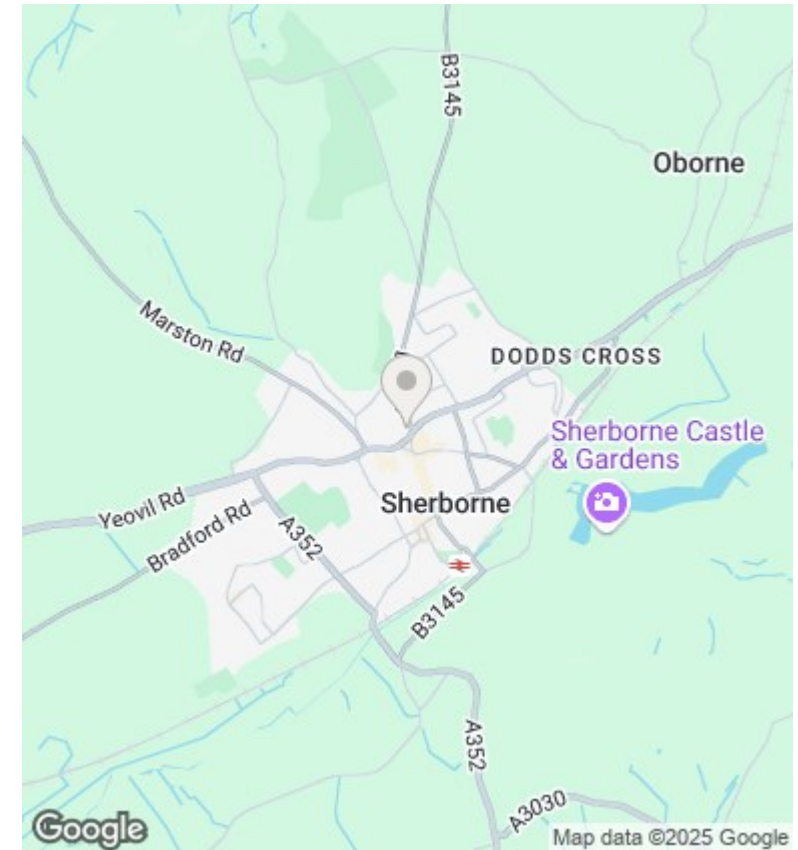 B3145
Oborne
Marston Rd
DODDS CROSS
Sherborne Castle
& Gardens
Sherborne
Yeovil Rd
Bradford Rd
A352
B3145
A352
A3030
Google
Map data ©2025 Google